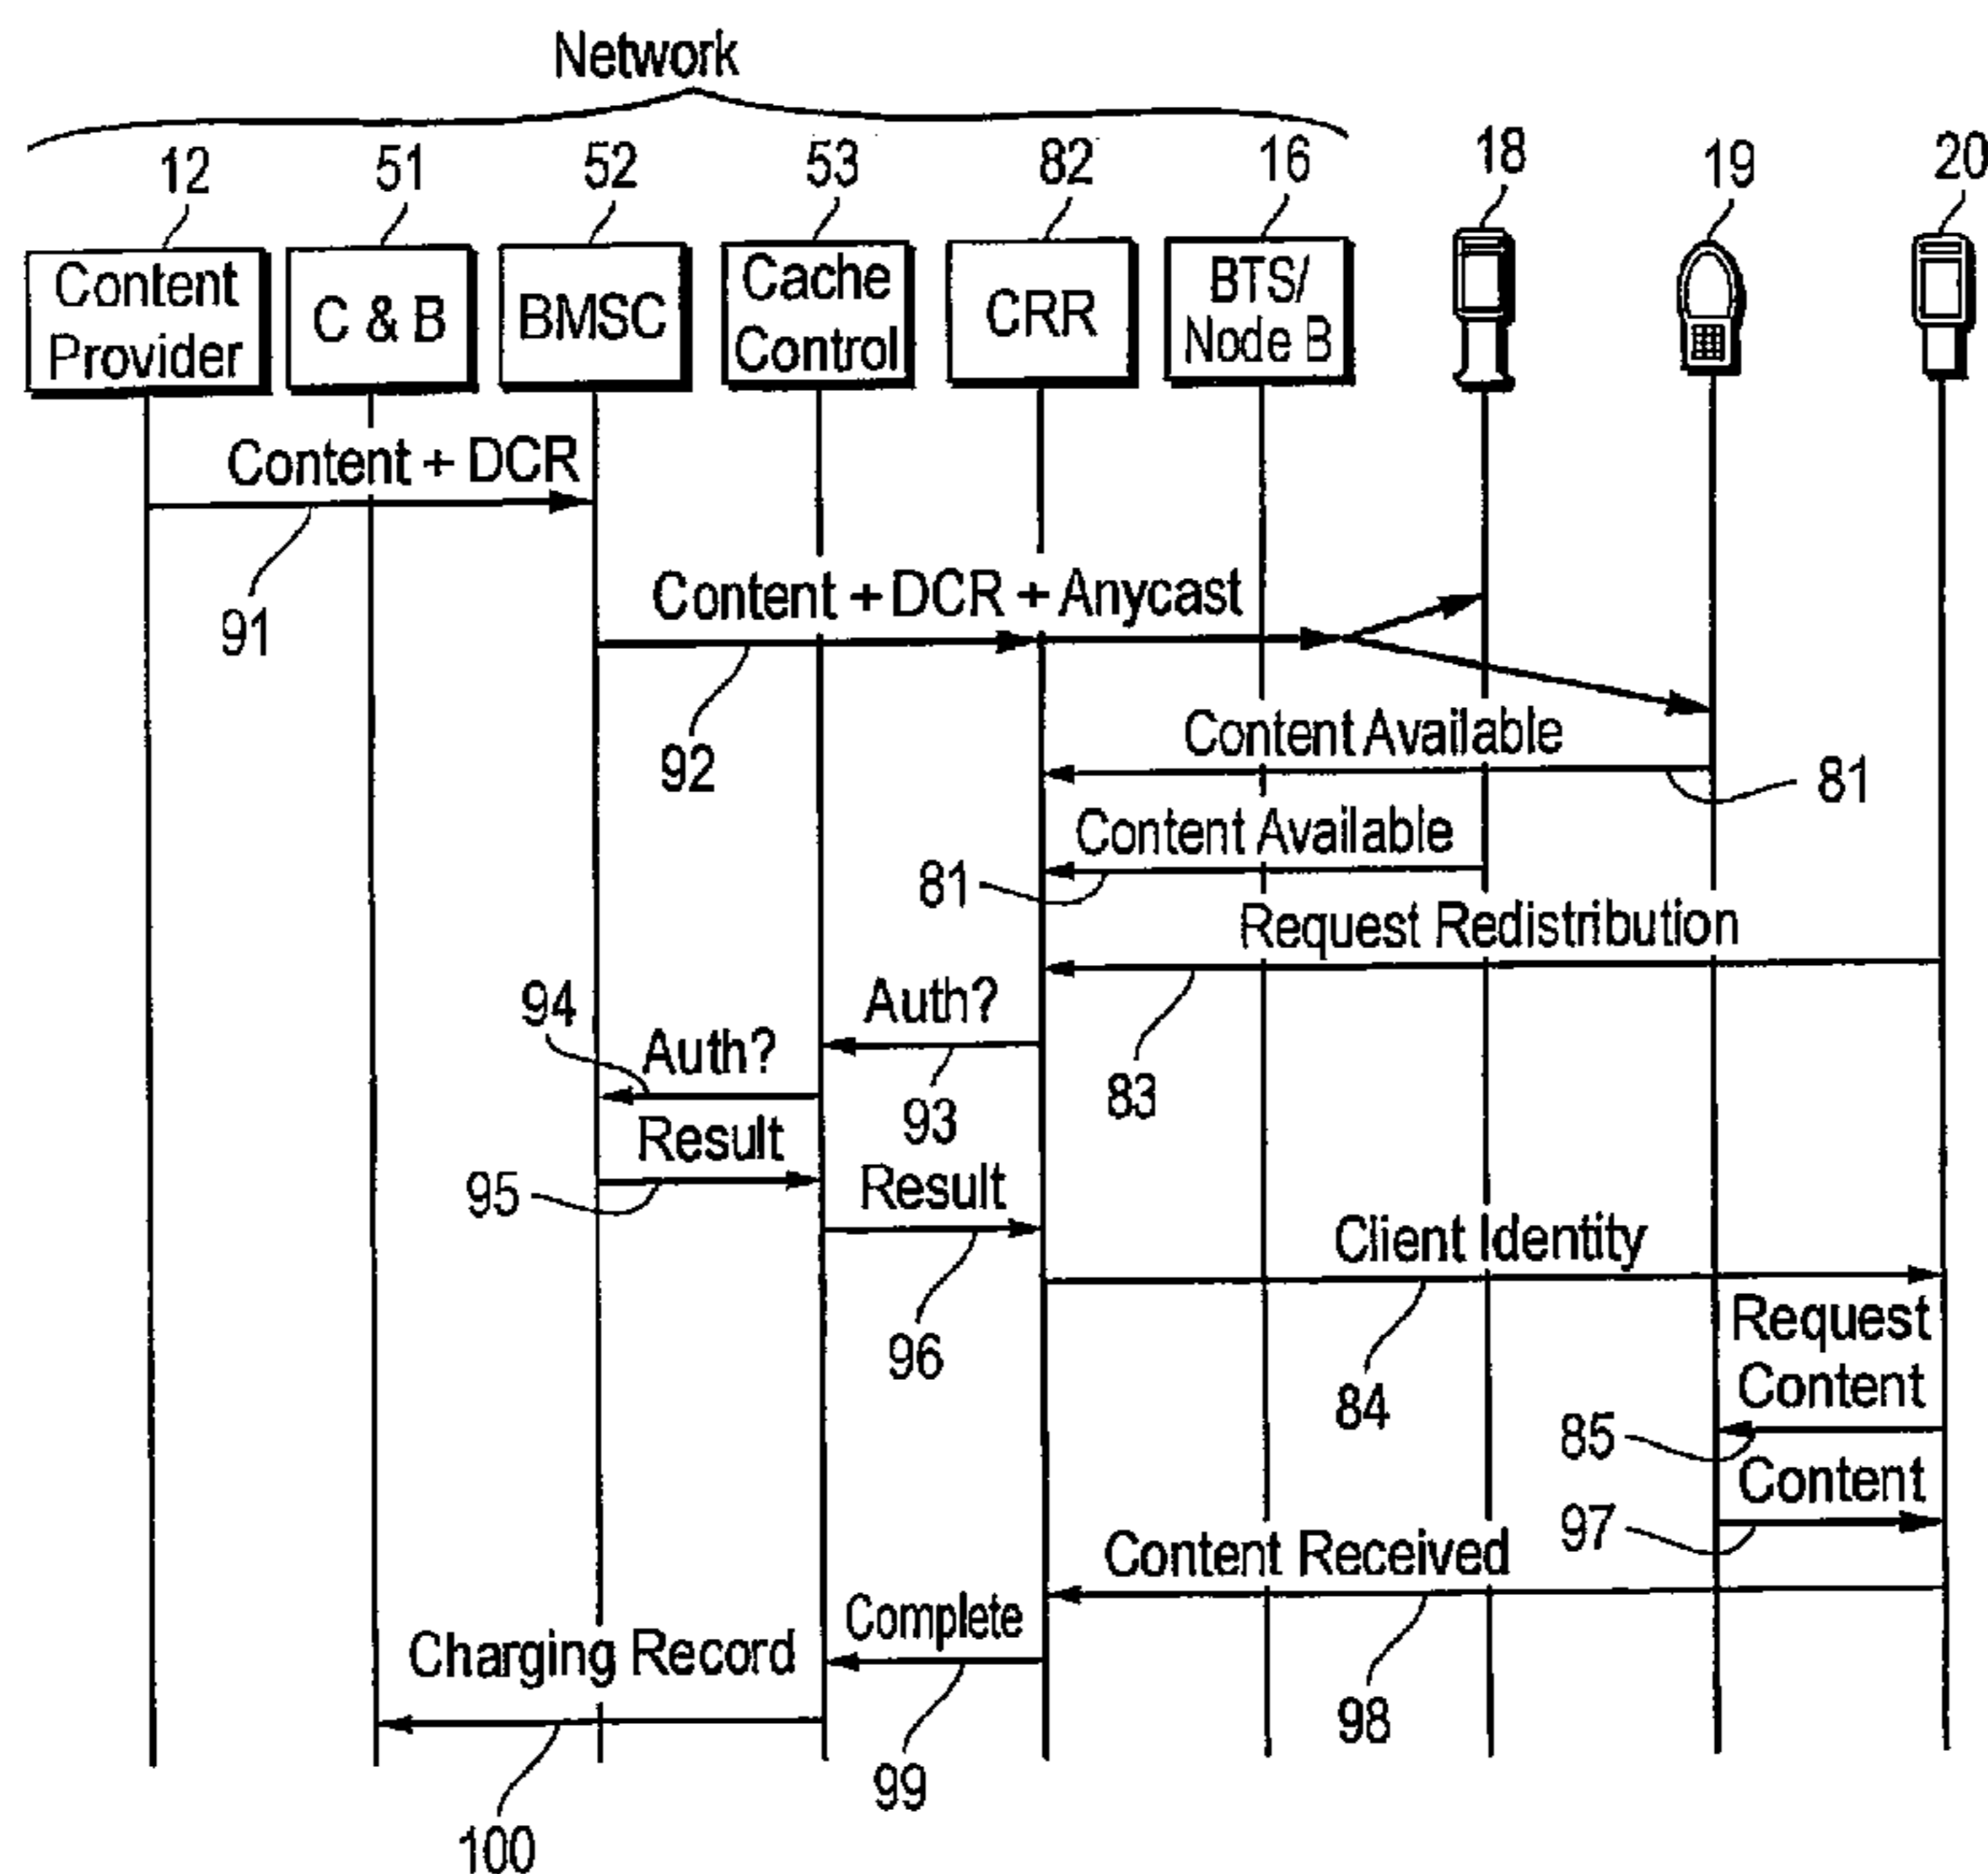 Network
12
51
52
53
82
16
18
19
20
Content
Provider
C & B
BMSC
Cache
Control
CRR
BTS/
Node B
Content + DCR
91
Content + DCR + Anycast
92
Content Available
81
Content Available
81
Request Redistribution
83
Auth?
93
94
Auth?
Result
95
Result
96
Client Identity
84
Request
Content
85
Content
97
Content Received
98
Complete
99
Charging Record
100